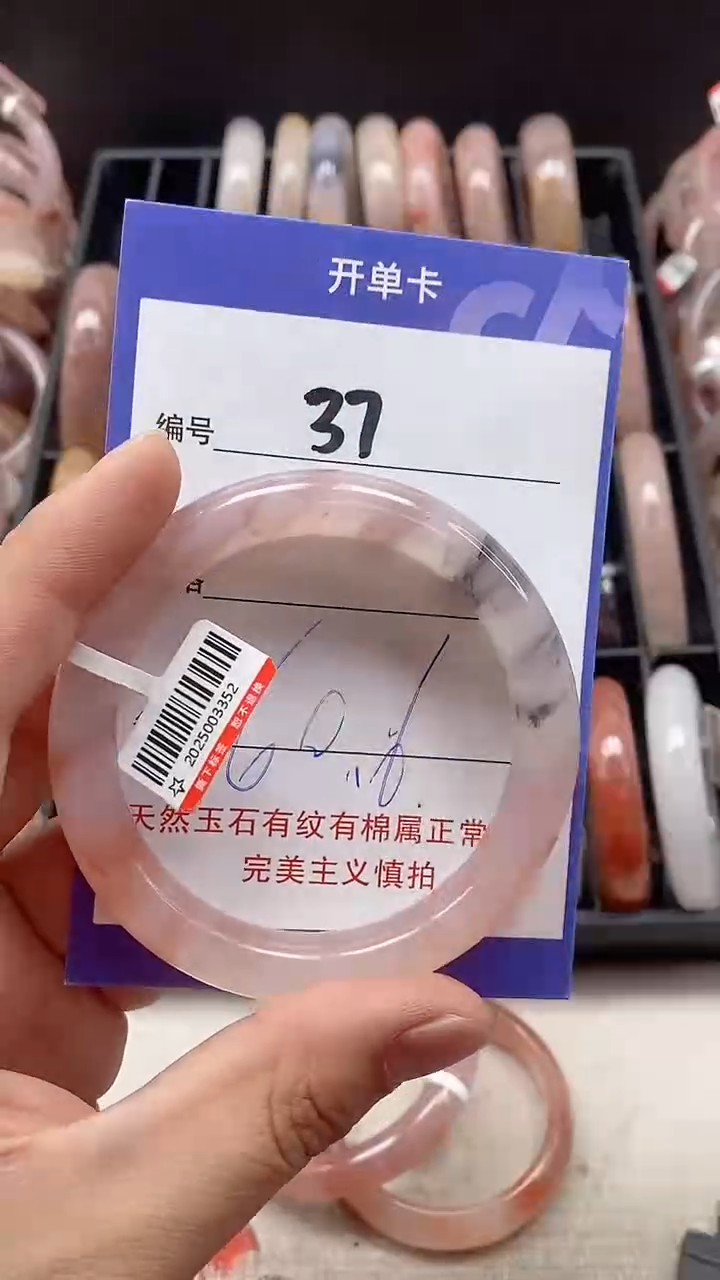 开单卡
编号 37
2025003352
天然玉石有纹有棉属正常
完美主义慎拍